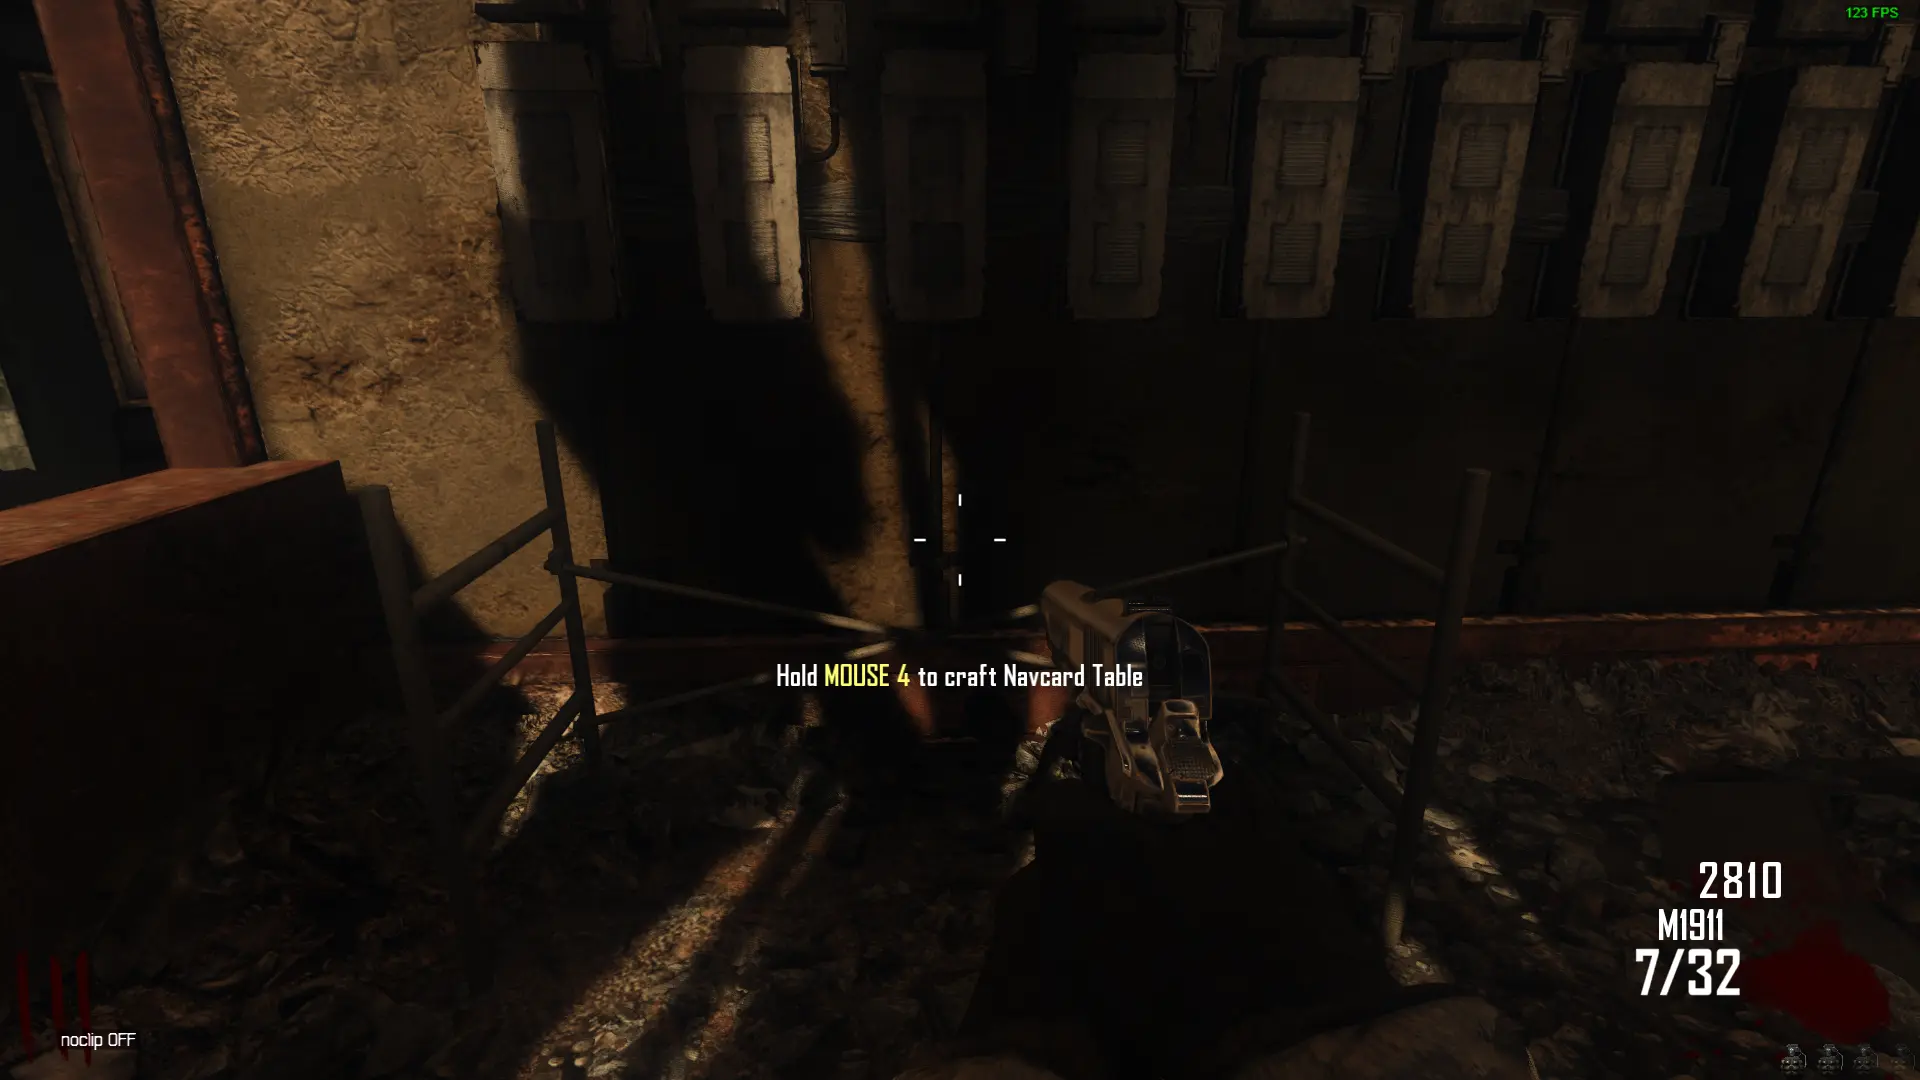 123 FPS
Hold MOUSE 4 to craft Navcard Table
2810
M1911
7/32
noclip OFF